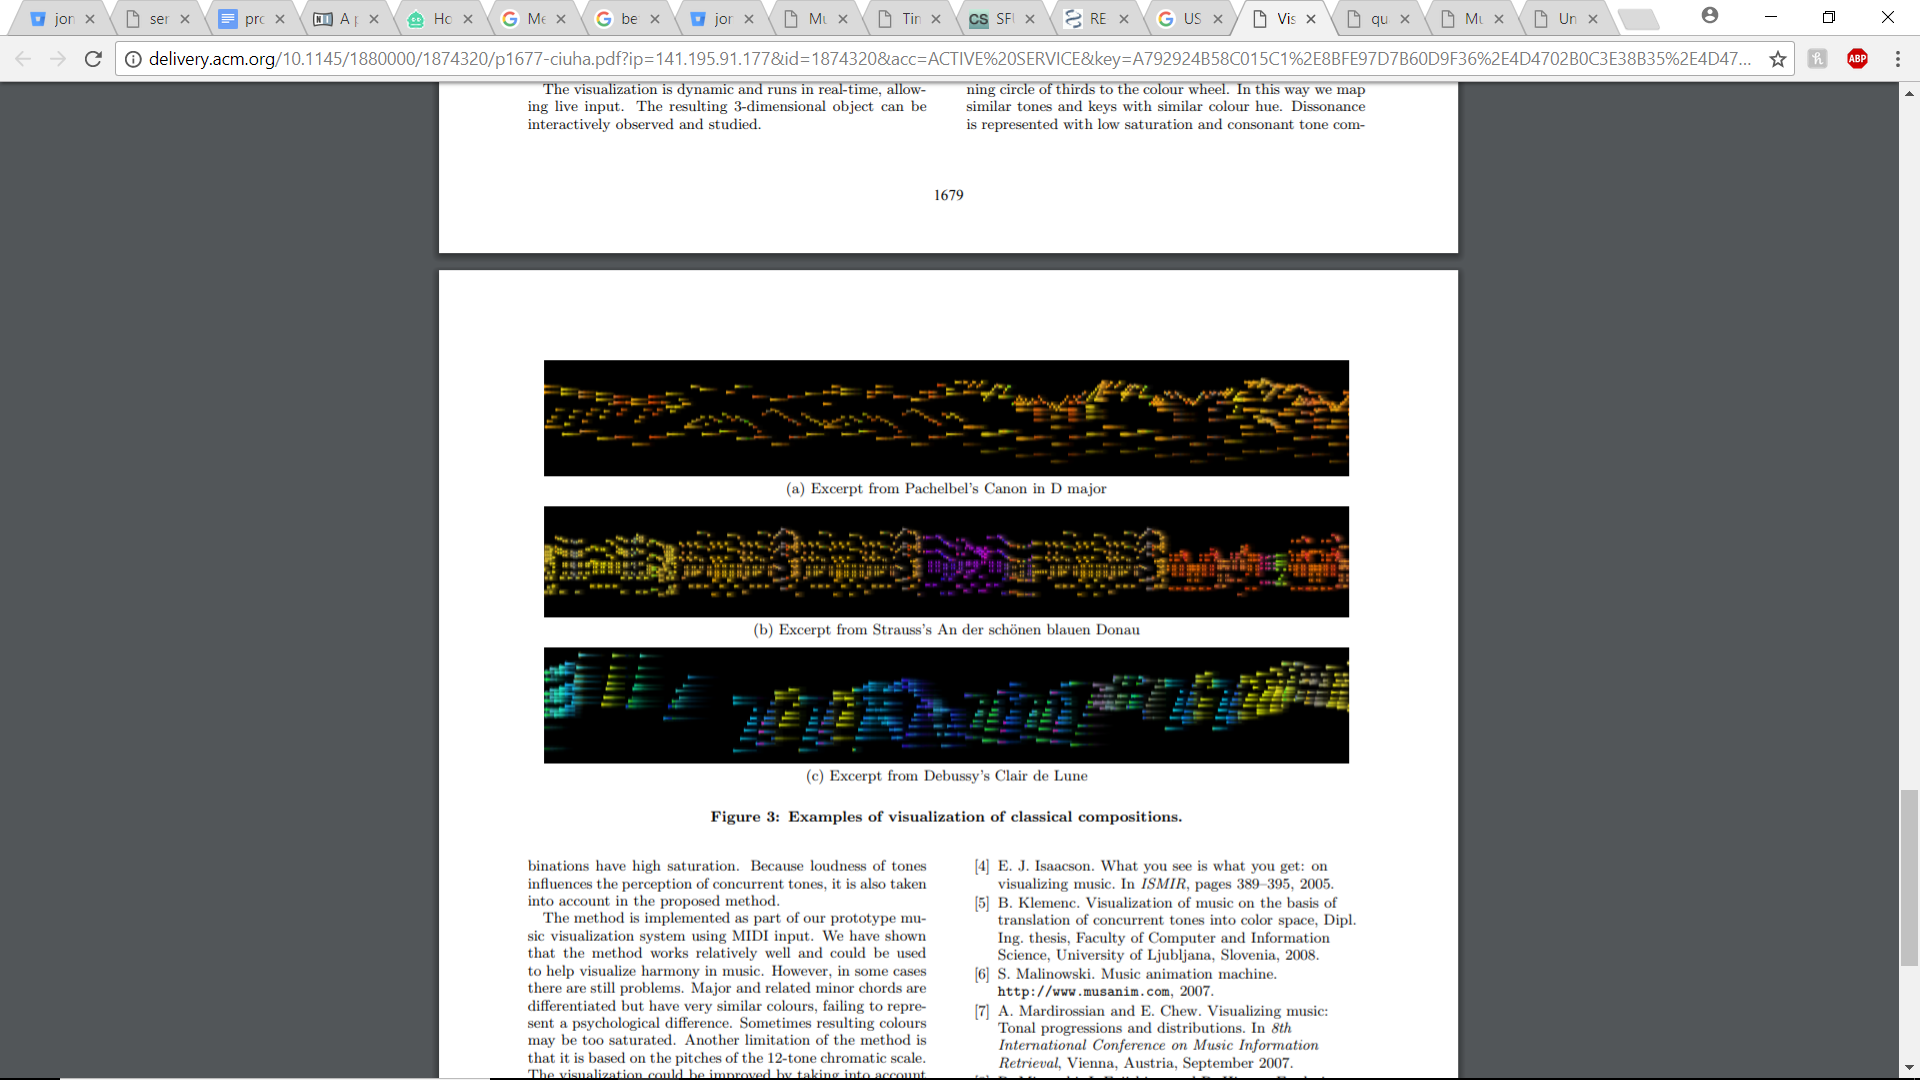 jon
ser
pro
A p
Ho
Me
be
jor
Mu
Tin
CS SFU
RE
US
Vis
qu
Mu
Un
delivery.acm.org/10.1145/1880000/1874320/p1677-ciuha.pdf?ip=141.195.91.177&id=1874320&acc=ACTIVE%20SERVICE&key=A792924B58C015C1%2E8BFE97D7B60D9F36%2E4D4702B0C3E38B35%2E4D47...
ABP
The visualization is dynamic and runs in real-time, allow-
ing live input. The resulting 3-dimensional object can be
interactively observed and studied.
ning circle of thirds to the colour wheel. In this way we map
similar tones and keys with similar colour hue. Dissonance
is represented with low saturation and consonant tone com-
1679
(a) Excerpt from Pachelbel's Canon in D major
(b) Excerpt from Strauss's An der schönen blauen Donau
(c) Excerpt from Debussy's Clair de Lune
Figure 3: Examples of visualization of classical compositions.
binations have high saturation. Because loudness of tones
influences the perception of concurrent tones, it is also taken
into account in the proposed method.
The method is implemented as part of our prototype mu-
sic visualization system using MIDI input. We have shown
that the method works relatively well and could be used
to help visualize harmony in music. However, in some cases
there are still problems. Major and related minor chords are
differentiated but have very similar colours, failing to repre-
sent a psychological difference. Sometimes resulting colours
may be too saturated. Another limitation of the method is
that it is based on the pitches of the 12-tone chromatic scale.
The visualization could be improved by taking into account
[4] E. J. Isaacson. What you see is what you get: on
visualizing music. In ISMIR, pages 389–395, 2005.
[5] B. Klemenc. Visualization of music on the basis of
translation of concurrent tones into color space, Dipl.
Ing. thesis, Faculty of Computer and Information
Science, University of Ljubljana, Slovenia, 2008.
[6] S. Malinowski. Music animation machine.
http://www.musanim.com, 2007.
[7] A. Mardirossian and E. Chew. Visualizing music:
Tonal progressions and distributions. In 8th
International Conference on Music Information
Retrieval, Vienna, Austria, September 2007.